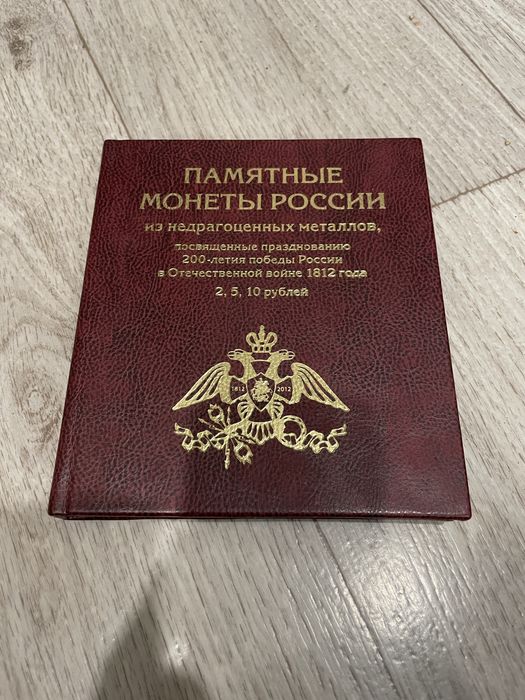 ПАМЯТНЫЕ
МОНЕТЫ РОССИИ
из недрагоценных металлов,
посвященные празднованию
200-летия победы России
в Отечественной войне 1812 года
2, 5, 10 рублей
1812 2012